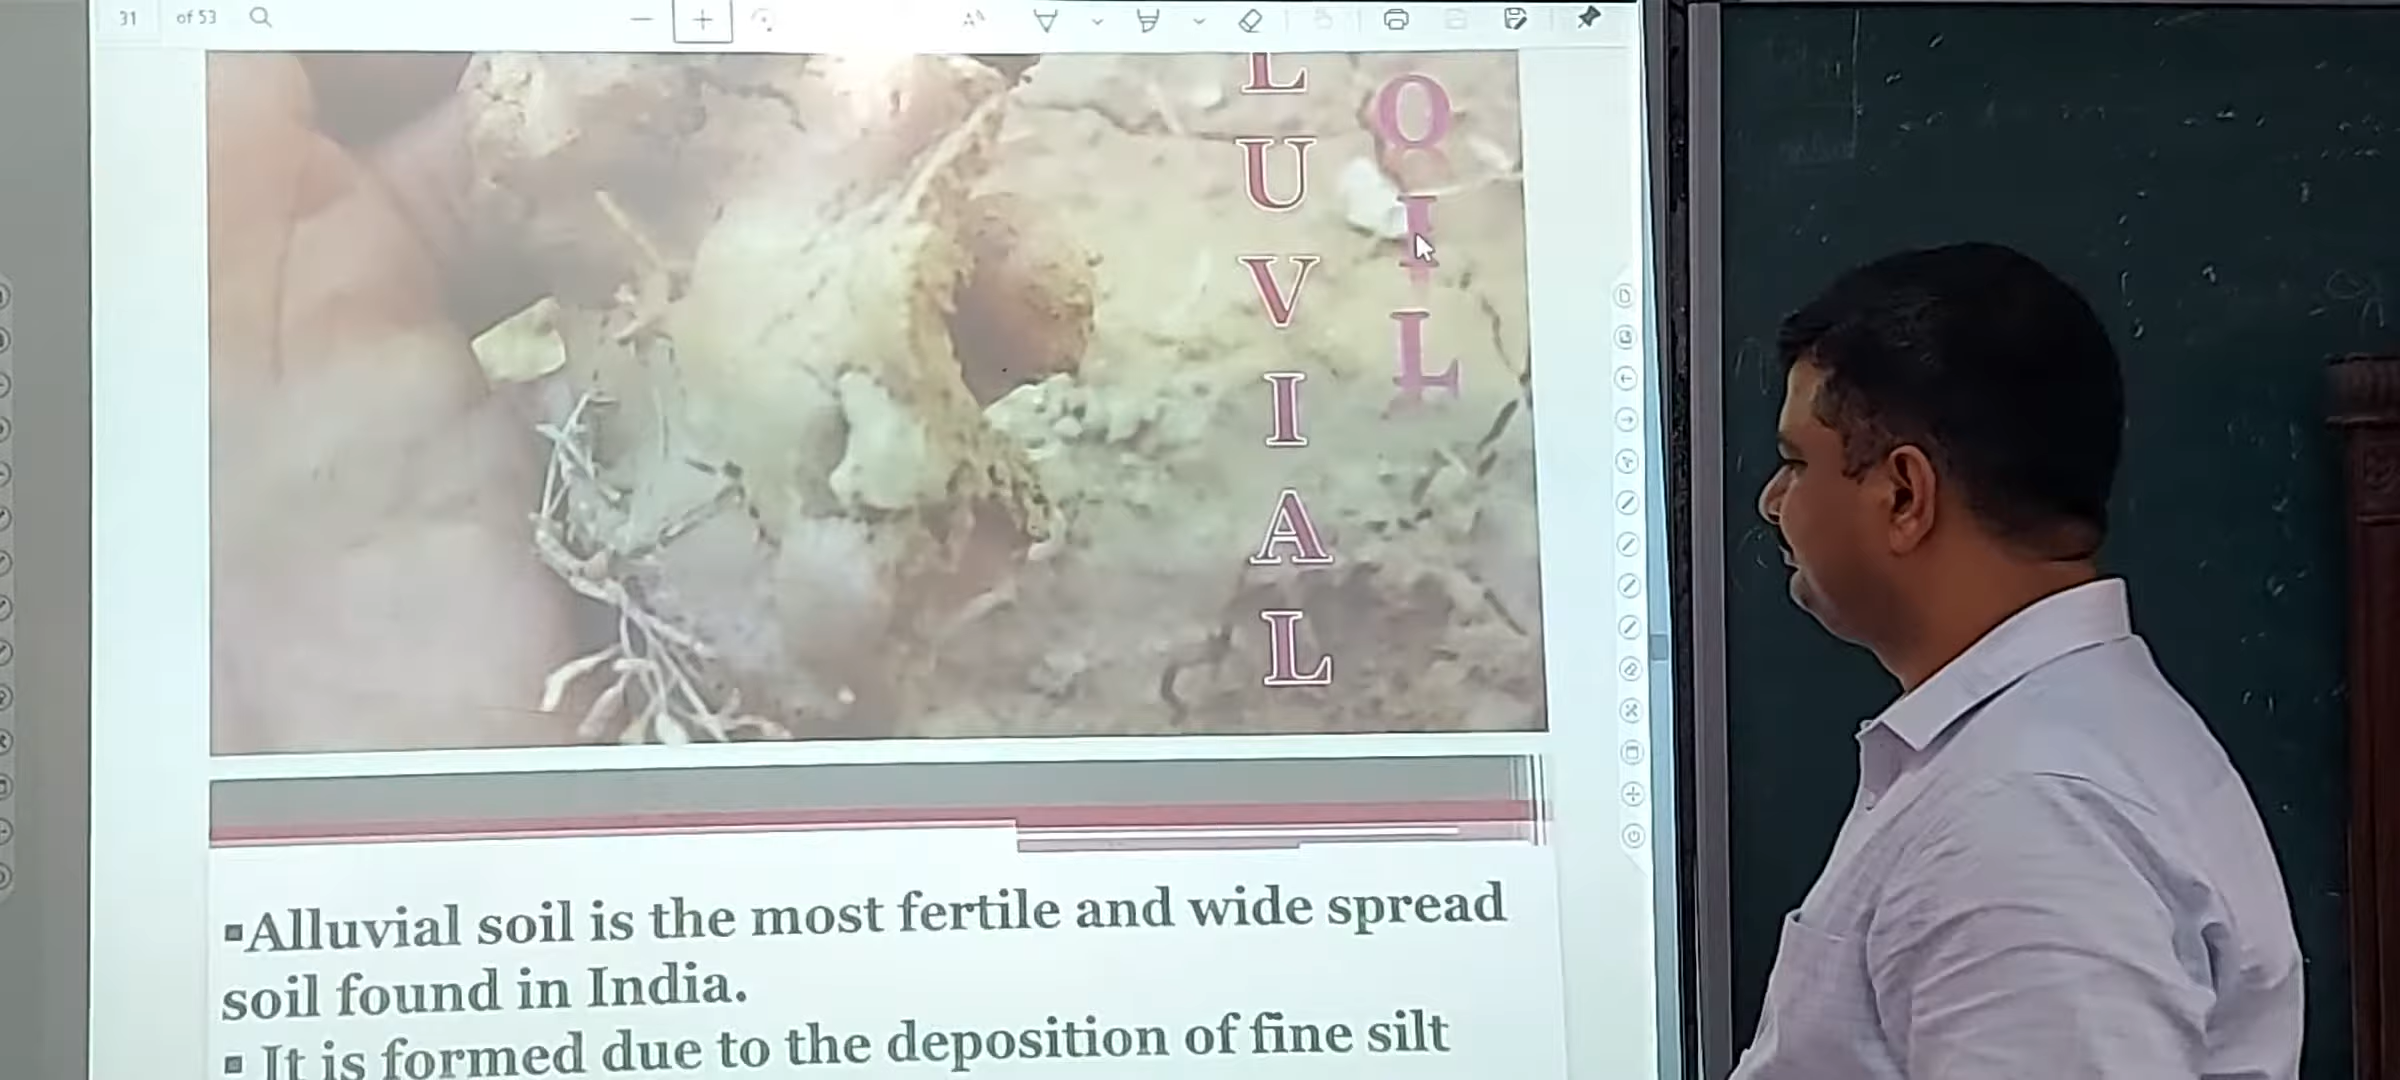 31 of 53
L
U
V
I
A
L
O
I
L
▪Alluvial soil is the most fertile and wide spread
soil found in India.
▪ It is formed due to the deposition of fine silt